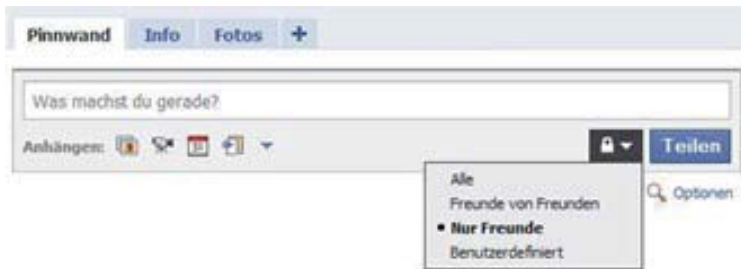 Pinnwand Info Fotos +
Was machst du gerade?
Anhängen: Teilen
Alle
Freunde von Freunden
Nur Freunde
Benutzerdefiniert
Optionen